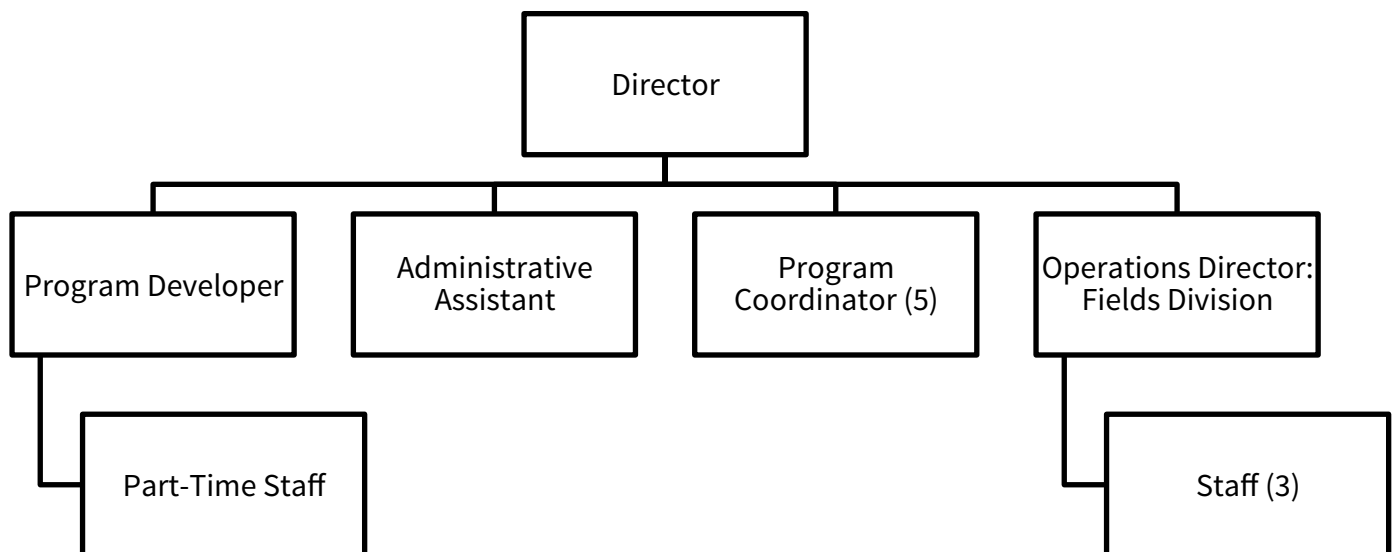 Director
Program Developer
Administrative
Assistant
Program
Coordinator (5)
Operations Director:
Fields Division
Part-Time Staff
Staff (3)